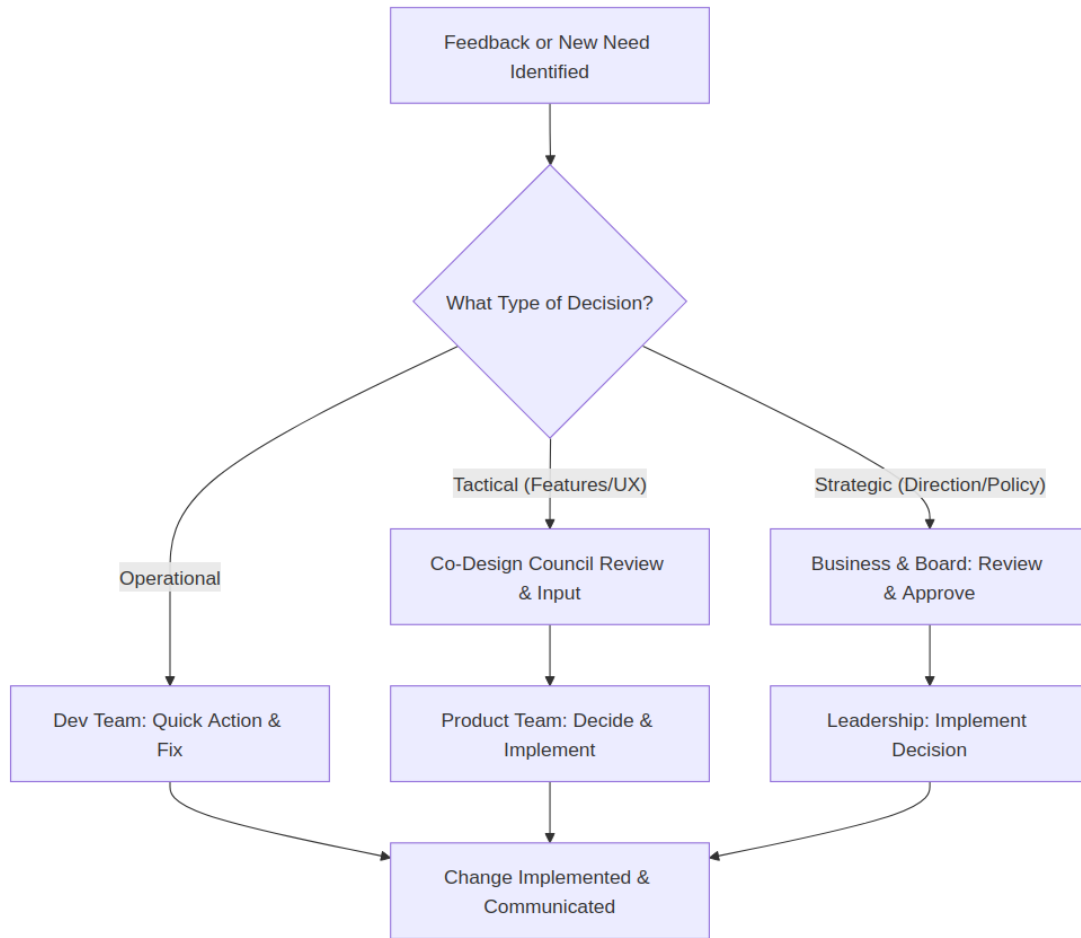 Feedback or New Need
Identified
What Type of Decision?
Tactical (Features/UX)
Strategic (Direction/Policy)
Co-Design Council Review
& Input
Business & Board: Review
& Approve
Operational
Dev Team: Quick Action &
Fix
Product Team: Decide &
Implement
Leadership: Implement
Decision
Change Implemented &
Communicated